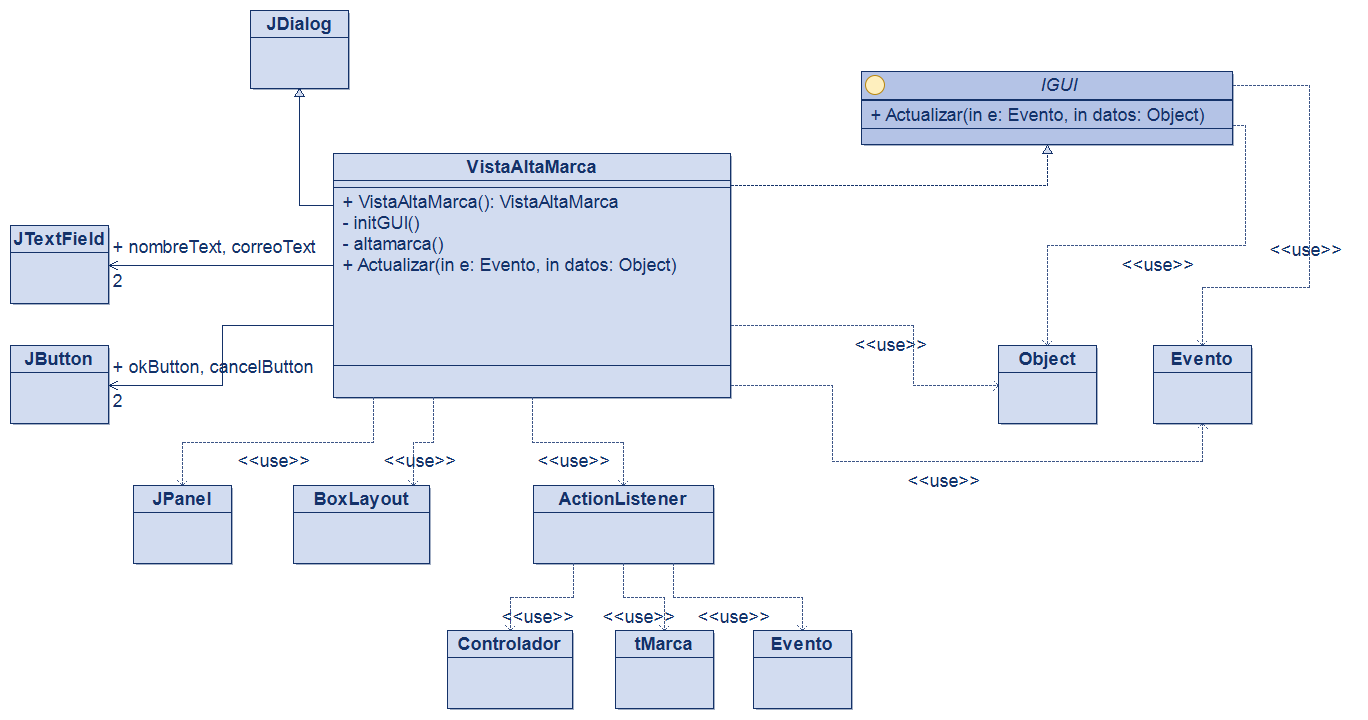 JDialog
IGUI
+ Actualizar(in e: Evento, in datos: Object)
VistaAltaMarca
+ VistaAltaMarca(): VistaAltaMarca
- initGUI()
- altamarca()
+ Actualizar(in e: Evento, in datos: Object)
JTextField
+ nombreText, correoText
2
<<use>>
<<use>>
JButton
+ okButton, cancelButton
2
<<use>>
Object
Evento
<<use>>
<<use>>
<<use>>
<<use>>
JPanel
BoxLayout
ActionListener
<<use>>
<<use>>
<<use>>
Controlador
tMarca
Evento